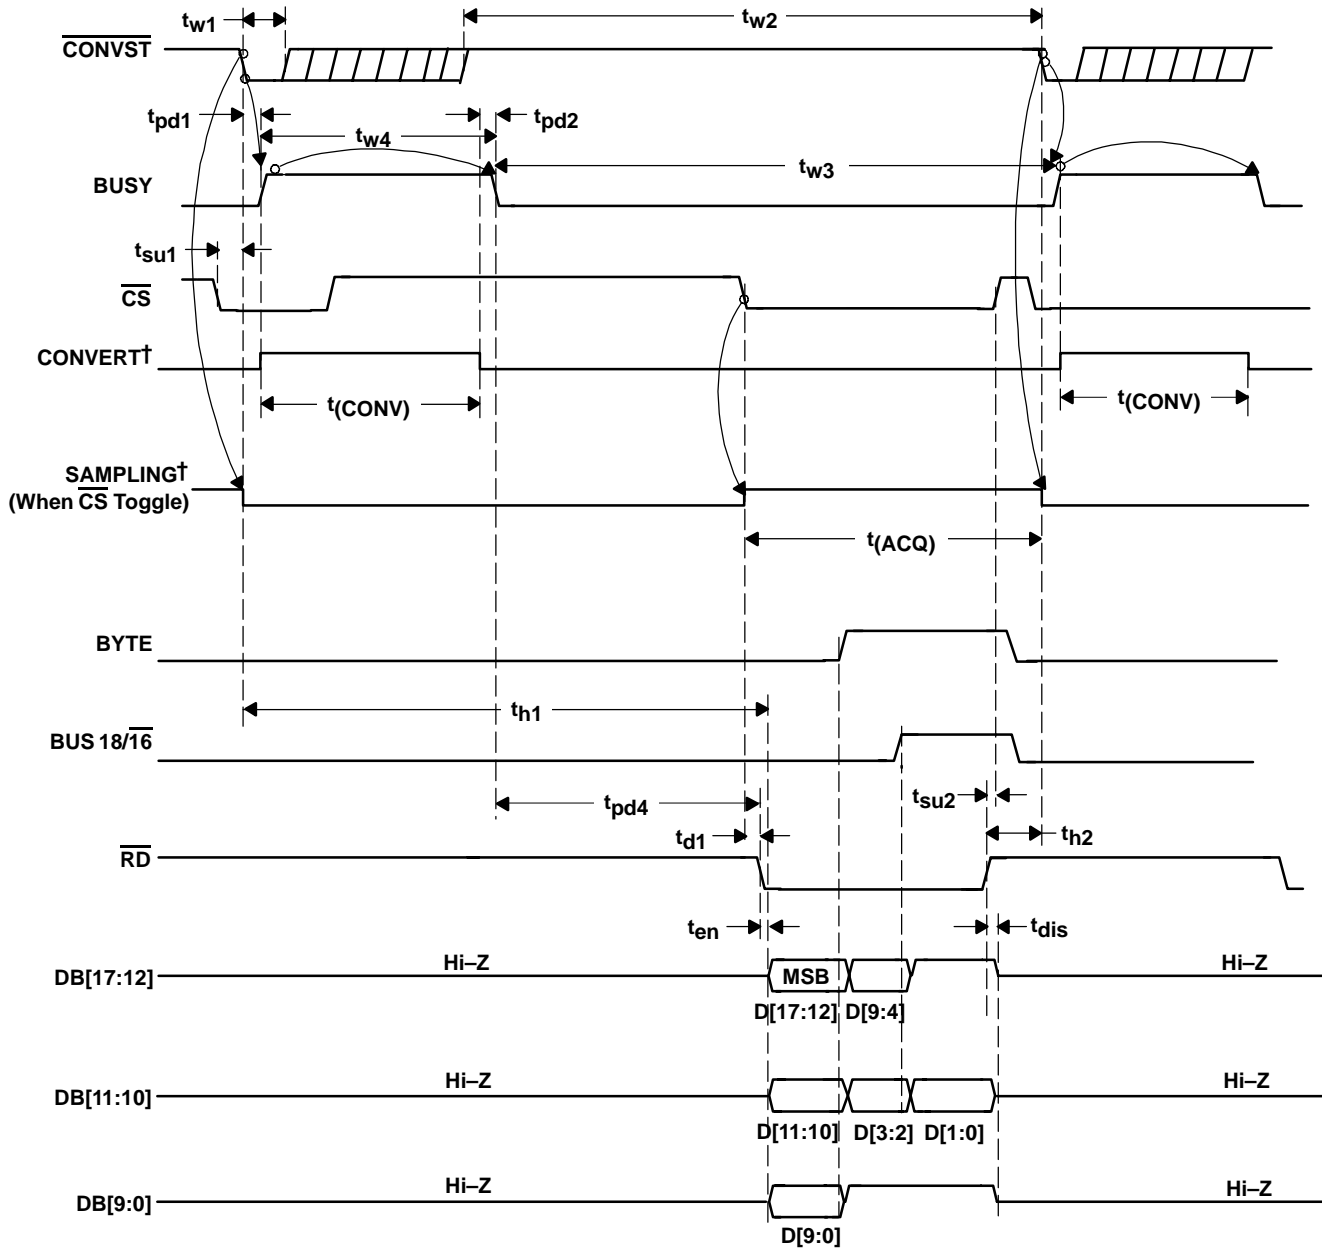 tw1
tw2
CONVST
tpd1
tpd2
tw4
tw3
BUSY
tsu1
CS
CONVERT†
t(CONV)
t(CONV)
SAMPLING†
(When CS Toggle)
t(ACQ)
BYTE
th1
BUS 18/16
tpd4
tsu2
td1
th2
RD
ten
tdis
Hi–Z
MSB
Hi–Z
DB[17:12]
D[17:12]
D[9:4]
Hi–Z
Hi–Z
DB[11:10]
D[11:10]
D[3:2]
D[1:0]
Hi–Z
Hi–Z
DB[9:0]
D[9:0]